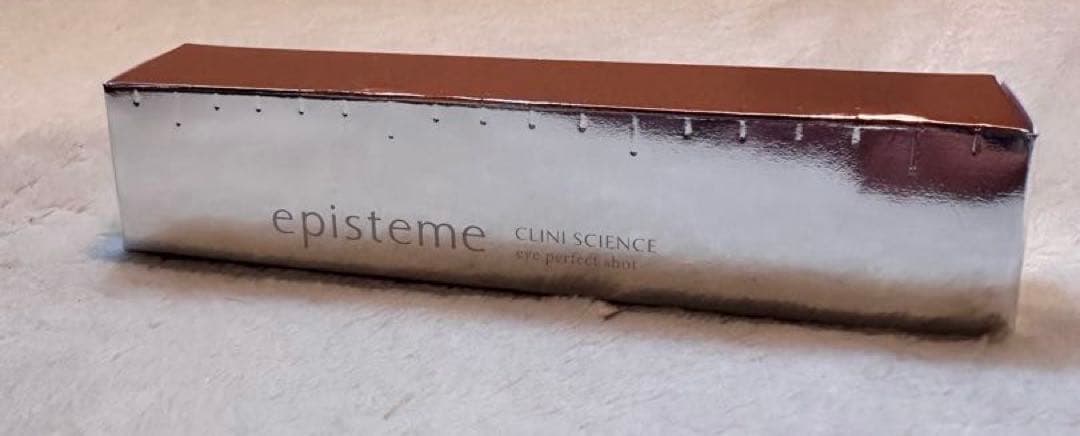 episteme
CLINI SCIENCE
eye perfect shot